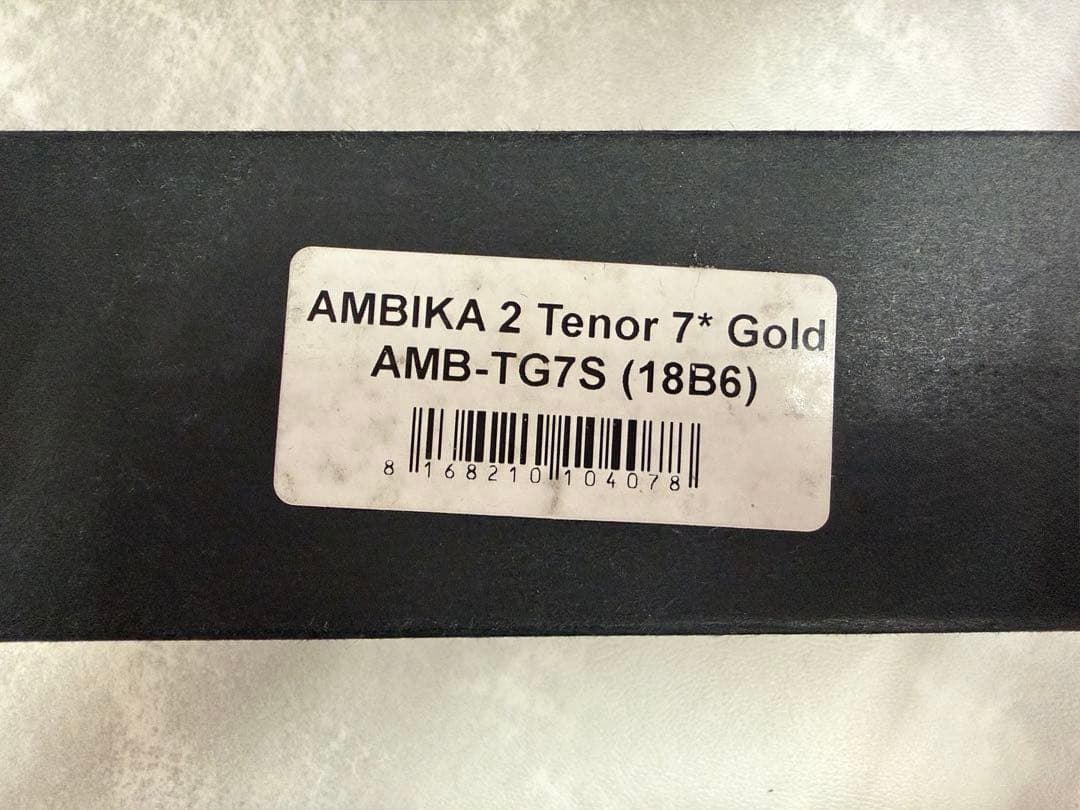 AMBIKA 2 Tenor 7* Gold
AMB-TG7S (18B6)
8 168210 104078